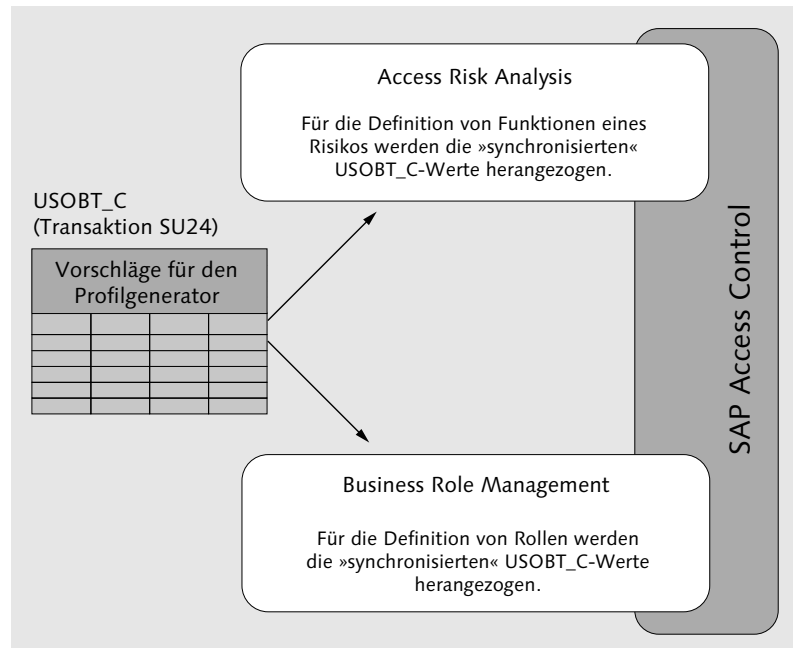 Access Risk Analysis
Für die Definition von Funktionen eines
Risikos werden die »synchronisierten«
USOBT_C-Werte herangezogen.
USOBT_C
(Transaktion SU24)
Vorschläge für den
Profilgenerator
SAP Access Control
Business Role Management
Für die Definition von Rollen werden
die »synchronisierten« USOBT_C-Werte
herangezogen.